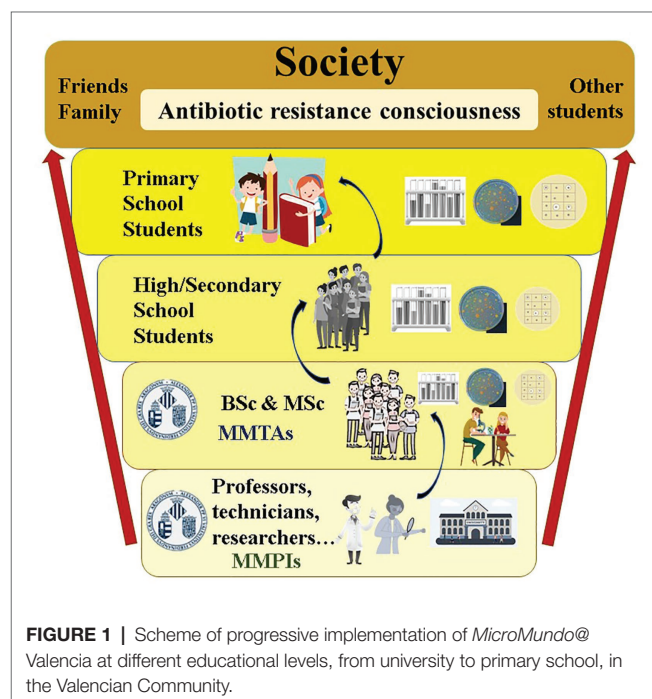 Society
Friends
Family
Antibiotic resistance consciousness
Other
students
Primary
School
Students
High/Secondary
School
Students
BSc & MSc
MMTAs
Professors,
technicians,
researchers…
MMPIs
FIGURE 1 | Scheme of progressive implementation of MicroMundo@
Valencia at different educational levels, from university to primary school, in
the Valencian Community.